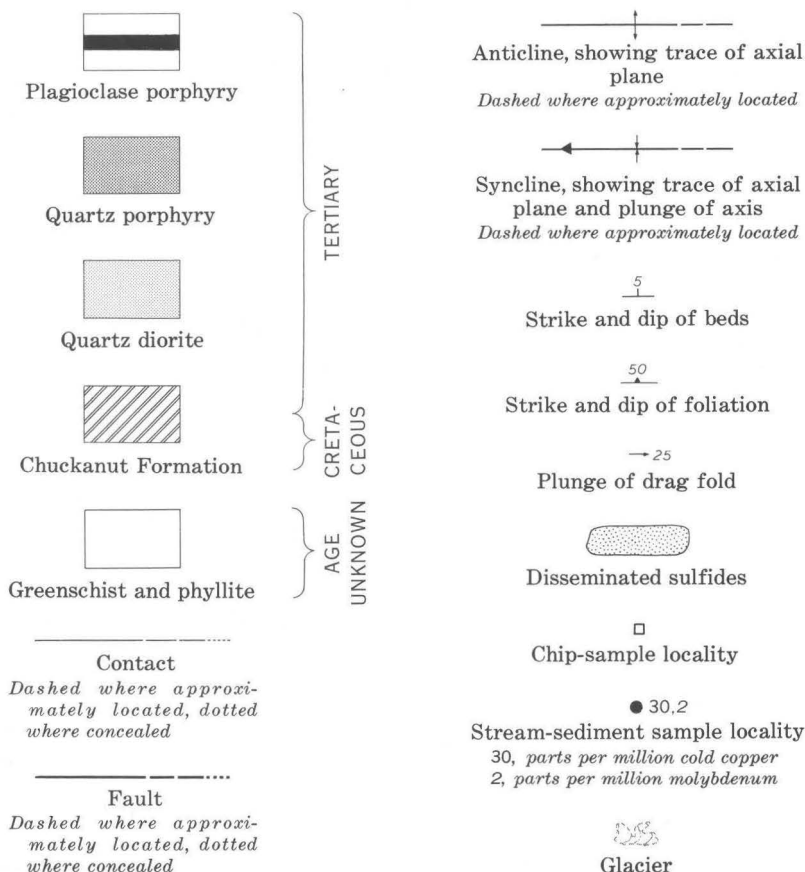 Plagioclase porphyry
Quartz porphyry
Quartz diorite
Chuckanut Formation
Greenschist and phyllite
TERTIARY
CRETA-
CEOUS
AGE
UNKNOWN
Contact
Dashed where approxi-
mately located, dotted
where concealed
Fault
Dashed where approxi-
mately located, dotted
where concealed
Anticline, showing trace of axial
plane
Dashed where approximately located
Syncline, showing trace of axial
plane and plunge of axis
Dashed where approximately located
5
Strike and dip of beds
50
Strike and dip of foliation
25
Plunge of drag fold
Disseminated sulfides
Chip-sample locality
30,2
Stream-sediment sample locality
30, parts per million cold copper
2, parts per million molybdenum
Glacier